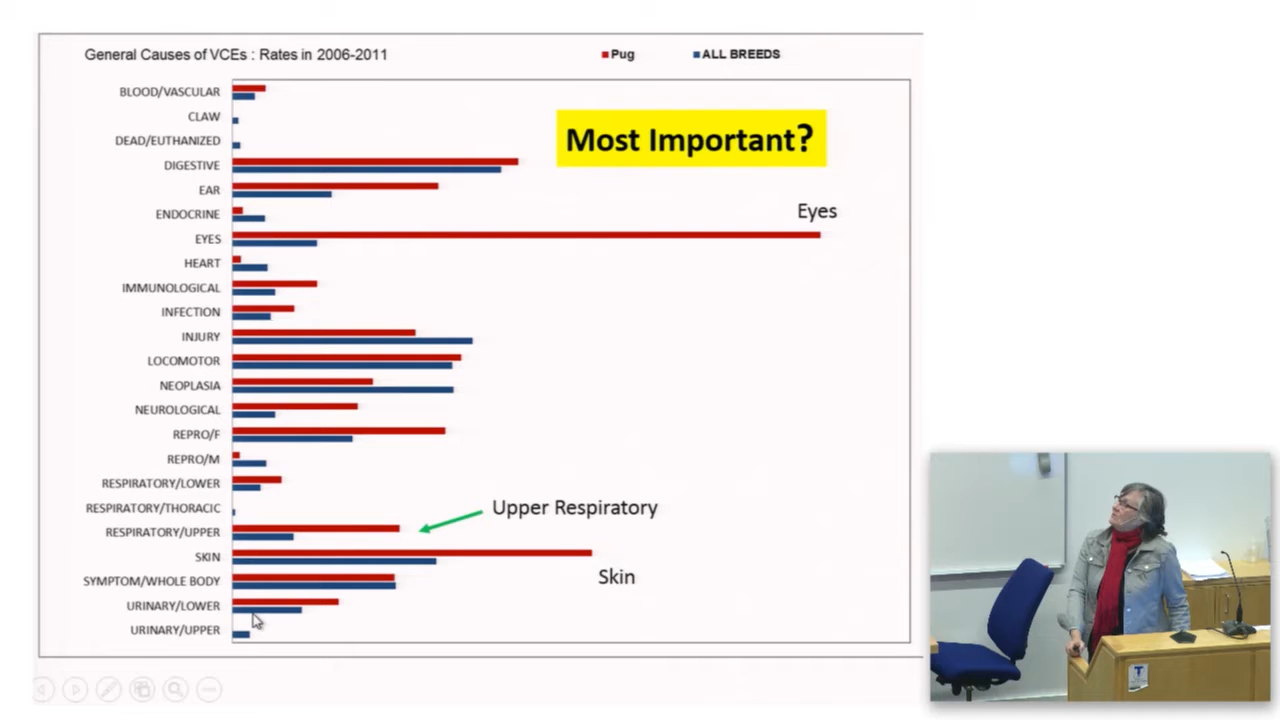 General Causes of VCEs : Rates in 2006-2011
Pug
ALL BREEDS
BLOOD/VASCULAR
CLAW
DEAD/EUTHANIZED
DIGESTIVE
EAR
ENDOCRINE
EYES
HEART
IMMUNOLOGICAL
INFECTION
INJURY
LOCOMOTOR
NEOPLASIA
NEUROLOGICAL
REPRO/F
REPRO/M
RESPIRATORY/LOWER
RESPIRATORY/THORACIC
RESPIRATORY/UPPER
SKIN
SYMPTOM/WHOLE BODY
URINARY/LOWER
URINARY/UPPER
Most Important?
Eyes
Upper Respiratory
Skin